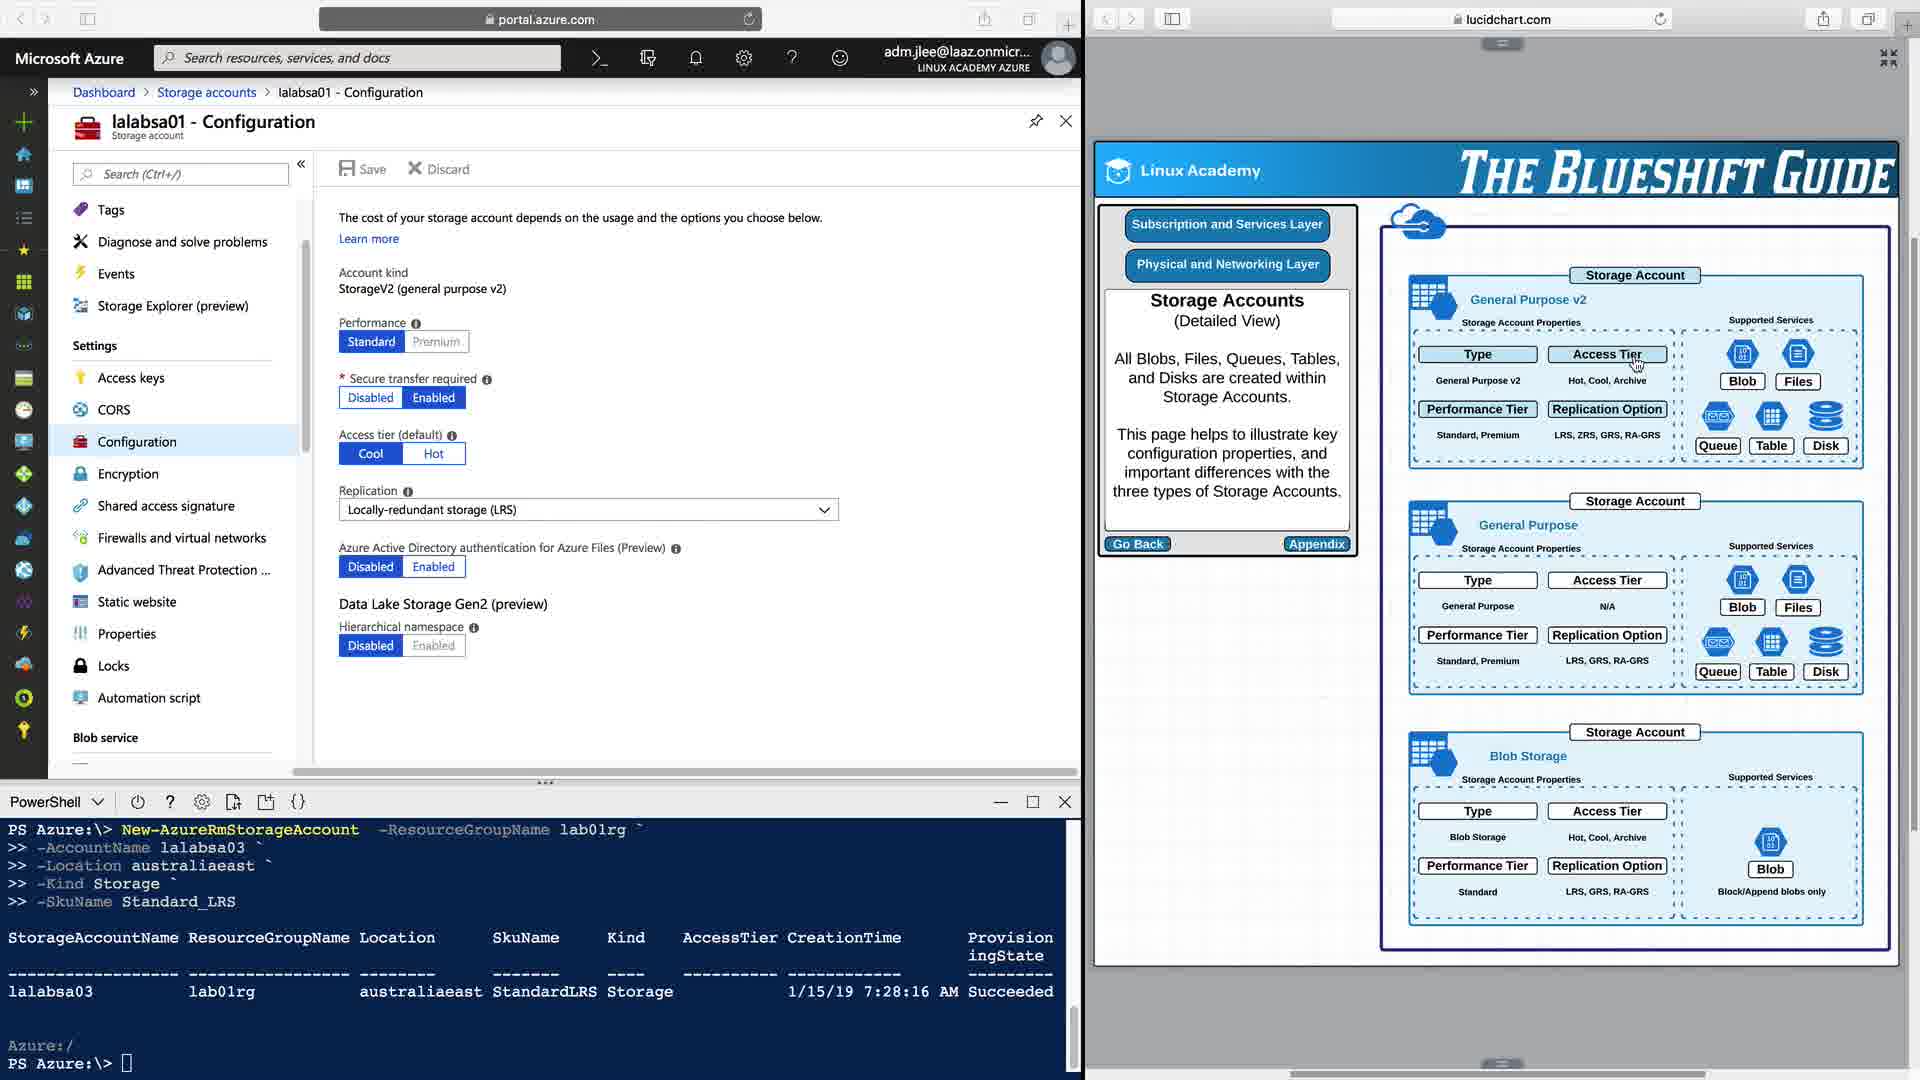 portal.azure.com
Microsoft Azure
Search resources, services, and docs
adm.jlee@laaz.onmicr...
LINUX ACADEMY AZURE
Dashboard > Storage accounts > lalabsa01 - Configuration
lalabsa01 - Configuration
Storage account
Search (Ctrl+/)
Tags
Diagnose and solve problems
Events
Storage Explorer (preview)
Settings
Access keys
CORS
Configuration
Encryption
Shared access signature
Firewalls and virtual networks
Advanced Threat Protection ...
Static website
Properties
Locks
Automation script
Blob service
Save Discard
The cost of your storage account depends on the usage and the options you choose below.
Learn more
Account kind
StorageV2 (general purpose v2)
Performance
Standard Premium
* Secure transfer required
Disabled Enabled
Access tier (default)
Cool Hot
Replication
Locally-redundant storage (LRS)
Azure Active Directory authentication for Azure Files (Preview)
Disabled Enabled
Data Lake Storage Gen2 (preview)
Hierarchical namespace
Disabled Enabled
PowerShell
PS Azure:\> New-AzureRmStorageAccount -ResourceGroupName lab01rg `
>> -AccountName lalabsa03 `
>> -Location australiaeast `
>> -Kind Storage `
>> -SkuName Standard_LRS
StorageAccountName ResourceGroupName Location SkuName Kind AccessTier CreationTime Provision
ingState
------------------ ----------------- -------- ------- ---- ---------- ------------ ---------
lalabsa03 lab01rg australiaeast StandardLRS Storage 1/15/19 7:28:16 AM Succeeded
Azure:/
PS Azure:\>
lucidchart.com
Linux Academy
THE BLUESHIFT GUIDE
Subscription and Services Layer
Physical and Networking Layer
Storage Accounts
(Detailed View)
All Blobs, Files, Queues, Tables,
and Disks are created within
Storage Accounts.
This page helps to illustrate key
configuration properties, and
important differences with the
three types of Storage Accounts.
Go Back Appendix
Storage Account
General Purpose v2
Storage Account Properties
Supported Services
Type Access Tier
General Purpose v2 Hot, Cool, Archive
Performance Tier Replication Option
Standard, Premium LRS, ZRS, GRS, RA-GRS
Blob Files
Queue Table Disk
Storage Account
General Purpose
Storage Account Properties
Supported Services
Type Access Tier
General Purpose N/A
Performance Tier Replication Option
Standard, Premium LRS, GRS, RA-GRS
Blob Files
Queue Table Disk
Storage Account
Blob Storage
Storage Account Properties
Supported Services
Type Access Tier
Blob Storage Hot, Cool, Archive
Performance Tier Replication Option
Standard LRS, GRS, RA-GRS
Blob
Block/Append blobs only